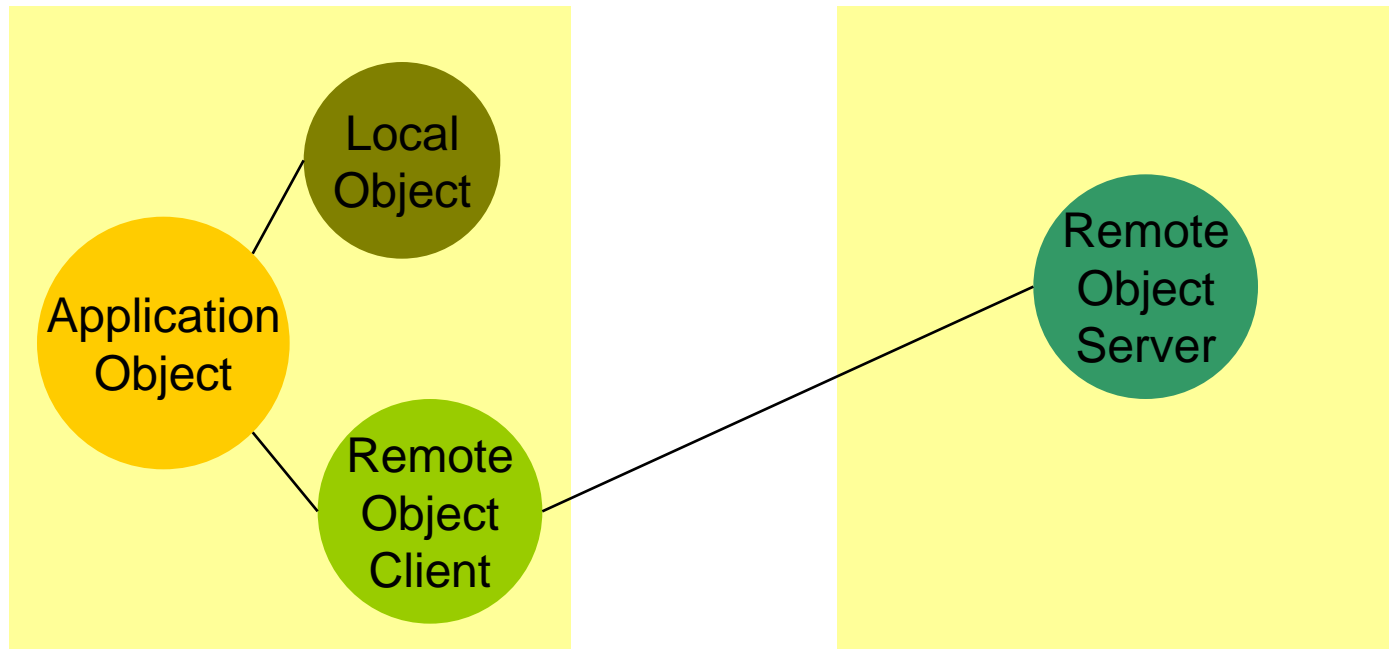 Local
Object
Application
Object
Remote
Object
Client
Remote
Object
Server